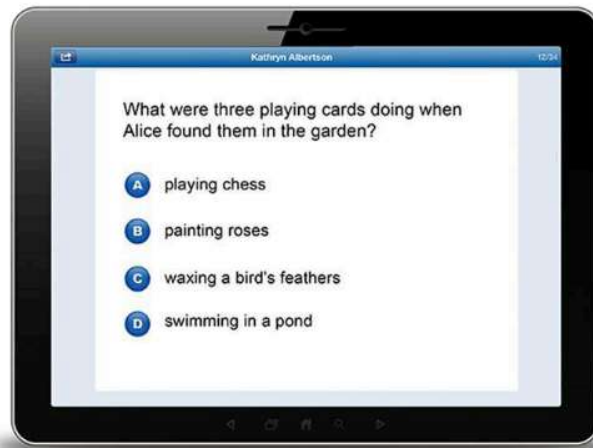 Kathryn Albertson
12/34
What were three playing cards doing when
Alice found them in the garden?
A playing chess
B painting roses
C waxing a bird's feathers
D swimming in a pond